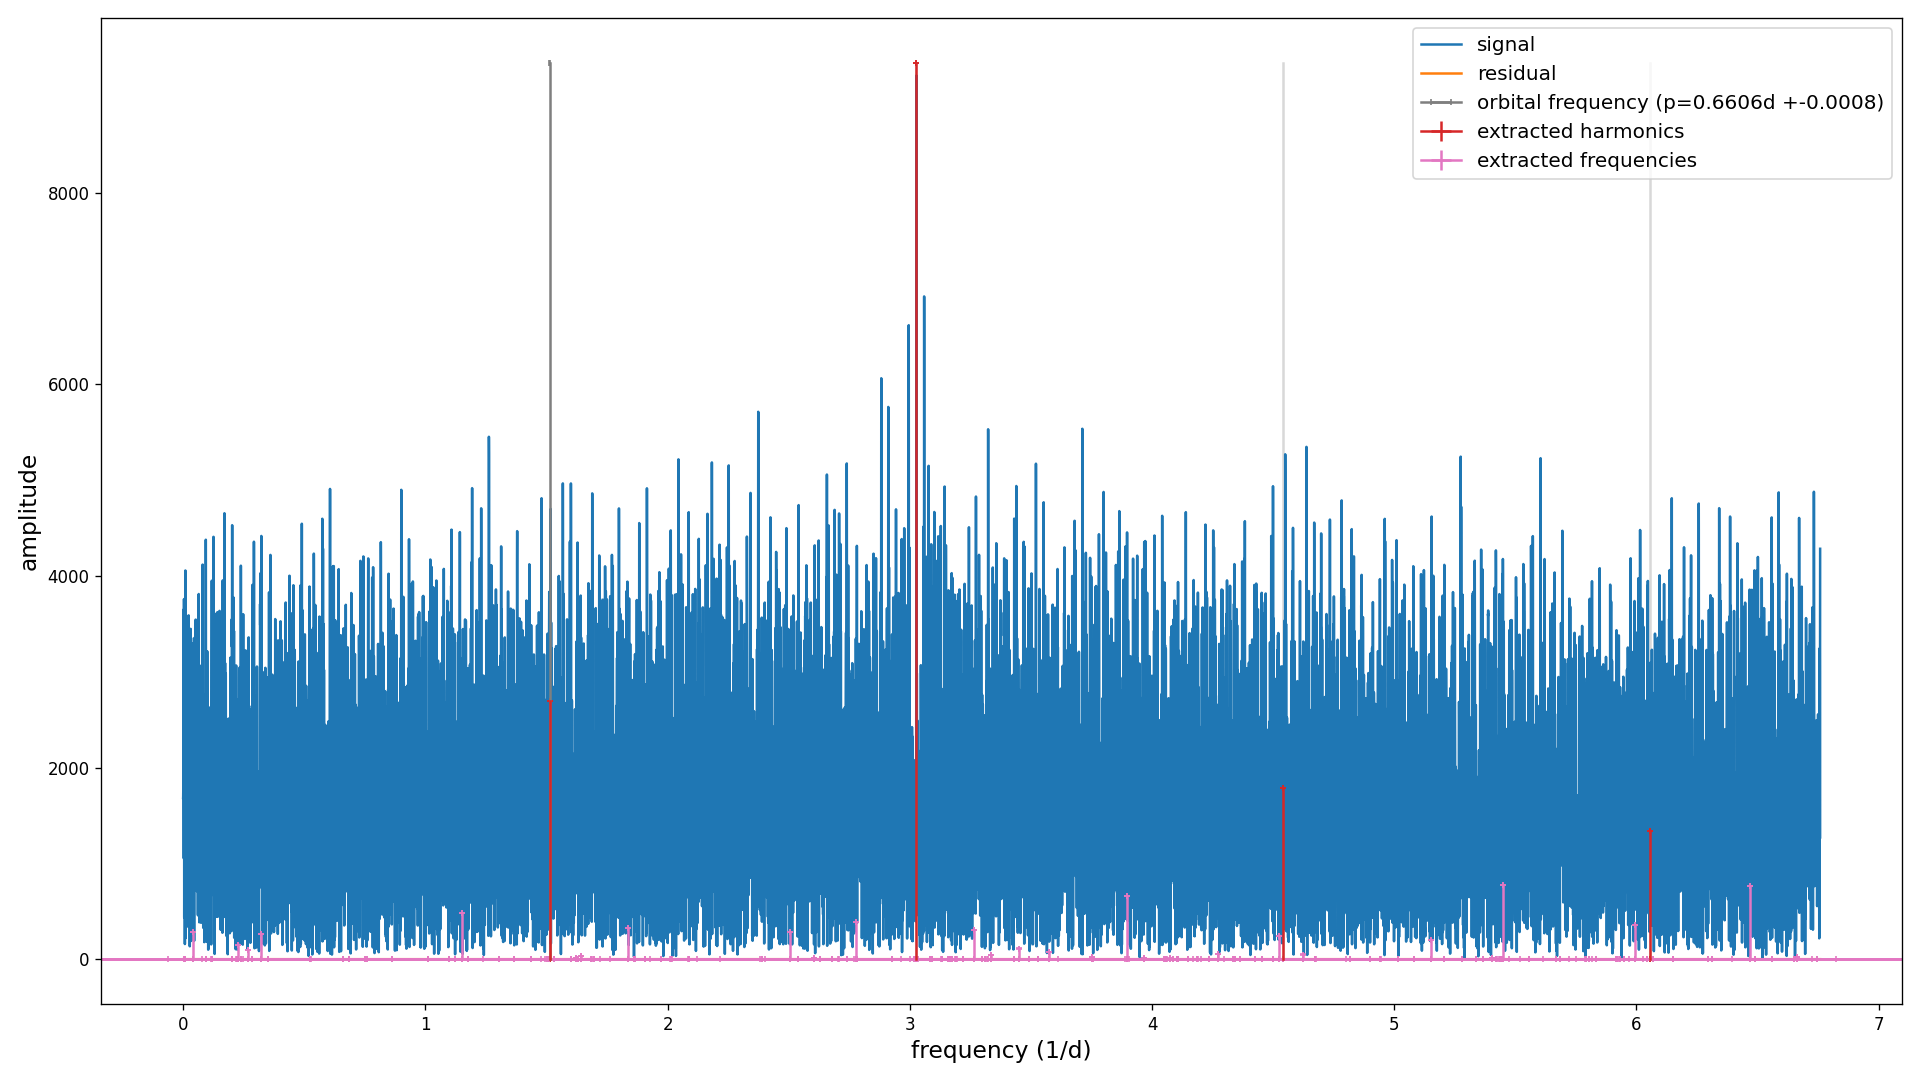 signal
residual
orbital frequency (p=0.6606d +-0.0008)
extracted harmonics
extracted frequencies
8000
6000
4000
2000
0
amplitude
0 1 2 3 4 5 6 7
frequency (1/d)